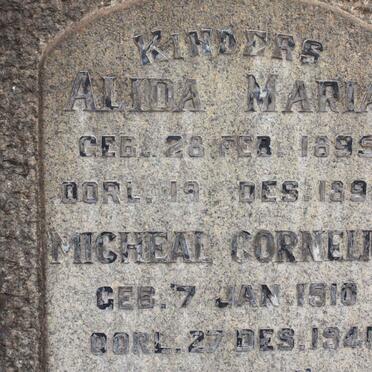 KINDERS
ALIDA MARIA
GEB. 28 FEB 1899
OORL. 19 DES. 189
MICHEAL CORNELI
GEB. 7 JAN. 1910
OORL. 27 DES. 194